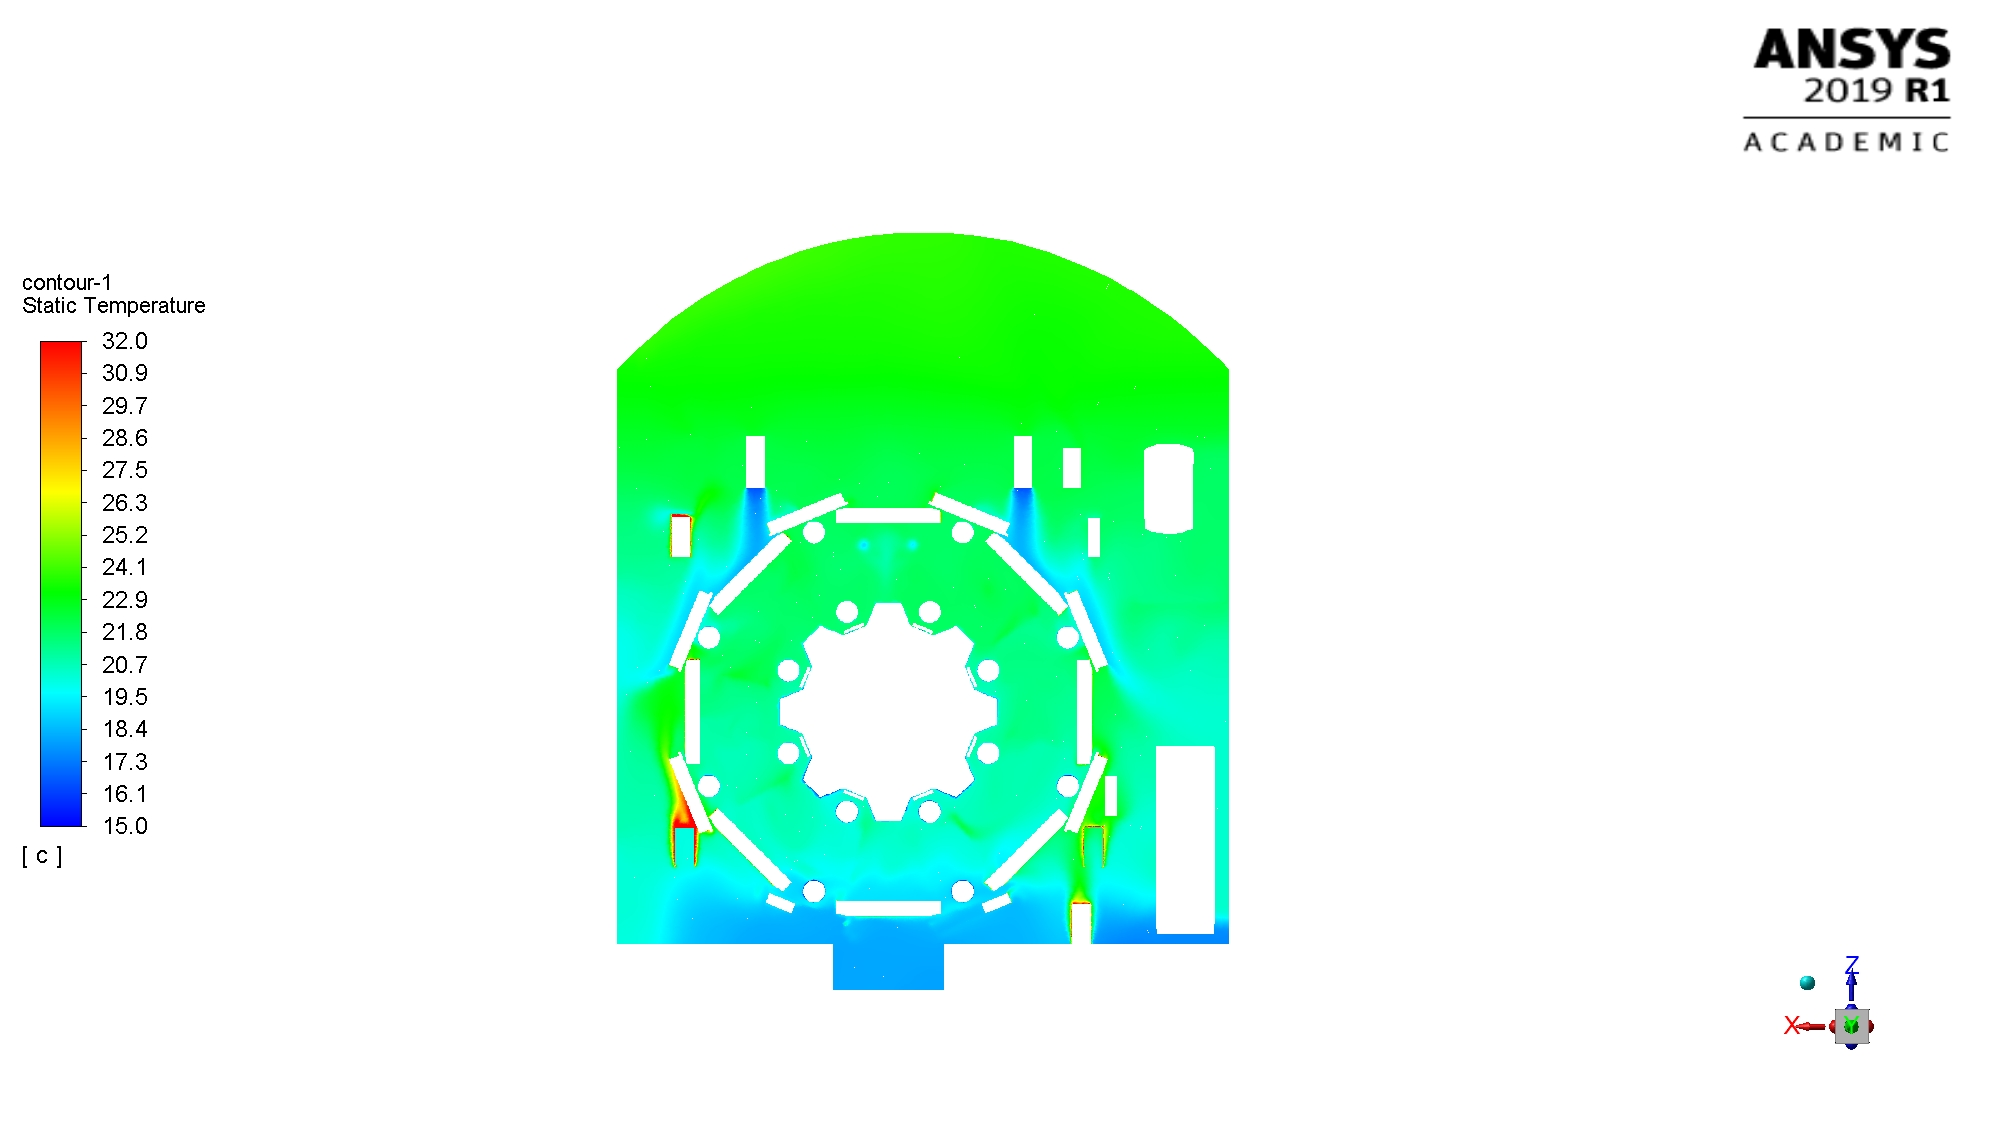 ANSYS
2019 R1
ACADEMIC
contour-1
Static Temperature
32.0
30.9
29.7
28.6
27.5
26.3
25.2
24.1
22.9
21.8
20.7
19.5
18.4
17.3
16.1
15.0
[ c ]
Z
X
Y